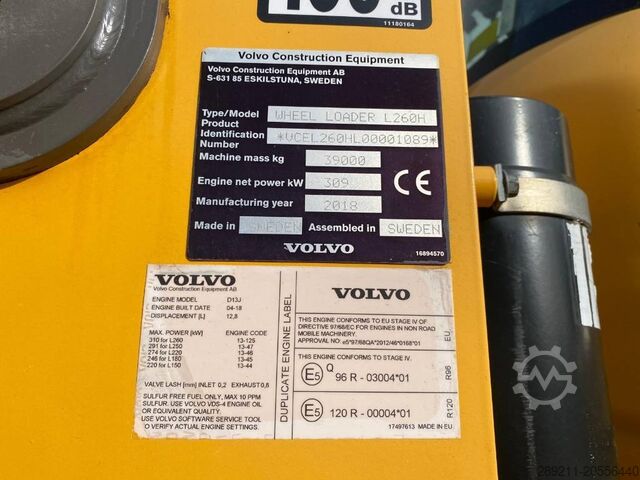 dB
11180164
Volvo Construction Equipment
Volvo Construction Equipment AB
S-631 85 ESKILSTUNA, SWEDEN
Type/Model WHEEL LOADER L260H
Product
Identification *VCEL260HL00001089*
Number
Machine mass kg 39000
Engine net power kW 309
Manufacturing year 2018
CE
Made in SWEDEN Assembled in SWEDEN
VOLVO
16894570
VOLVO
Volvo Construction Equipment AB
ENGINE MODEL D13J
ENGINE BUILT DATE 04-18
DISPLACEMENT [L] 12,8
MAX. POWER [kW] ENGINE CODE
310 for L260 13-125
291 for L250 13-47
274 for L220 13-46
246 for L180 13-45
220 for L150 13-44
VALVE LASH [mm] INLET 0,2 EXHAUST 0,6
SULFUR FREE FUEL ONLY, MAX 10 PPM
SULFUR. USE VOLVO VDS-4 ENGINE OIL
OR EQUIVALENT QUALITY.
USE VOLVO SOFTWARE SERVICE TOOL
TO VERIFY ACTUAL ENGINE SETTINGS.
DUPLICATE ENGINE LABEL
VOLVO
THIS ENGINE CONFORMS TO EU STAGE IV OF
DIRECTIVE 97/68/EC FOR ENGINES IN NON ROAD
MOBILE MACHINERY.
APPROVAL no. e5*97/68QA*2012/46*0168*01
EU
E5 Q 96 R - 03004*01
R96
E5 120 R - 00004*01
R120
17497613 MADE IN EU
289211-20556440